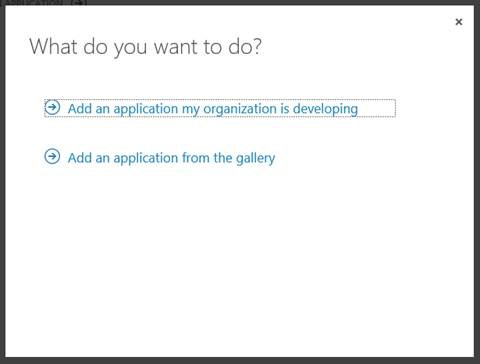 ×
What do you want to do?
Add an application my organization is developing
Add an application from the gallery